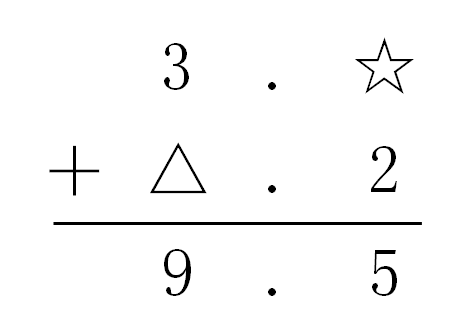 3 . ☆
+ △ . 2
9 . 5